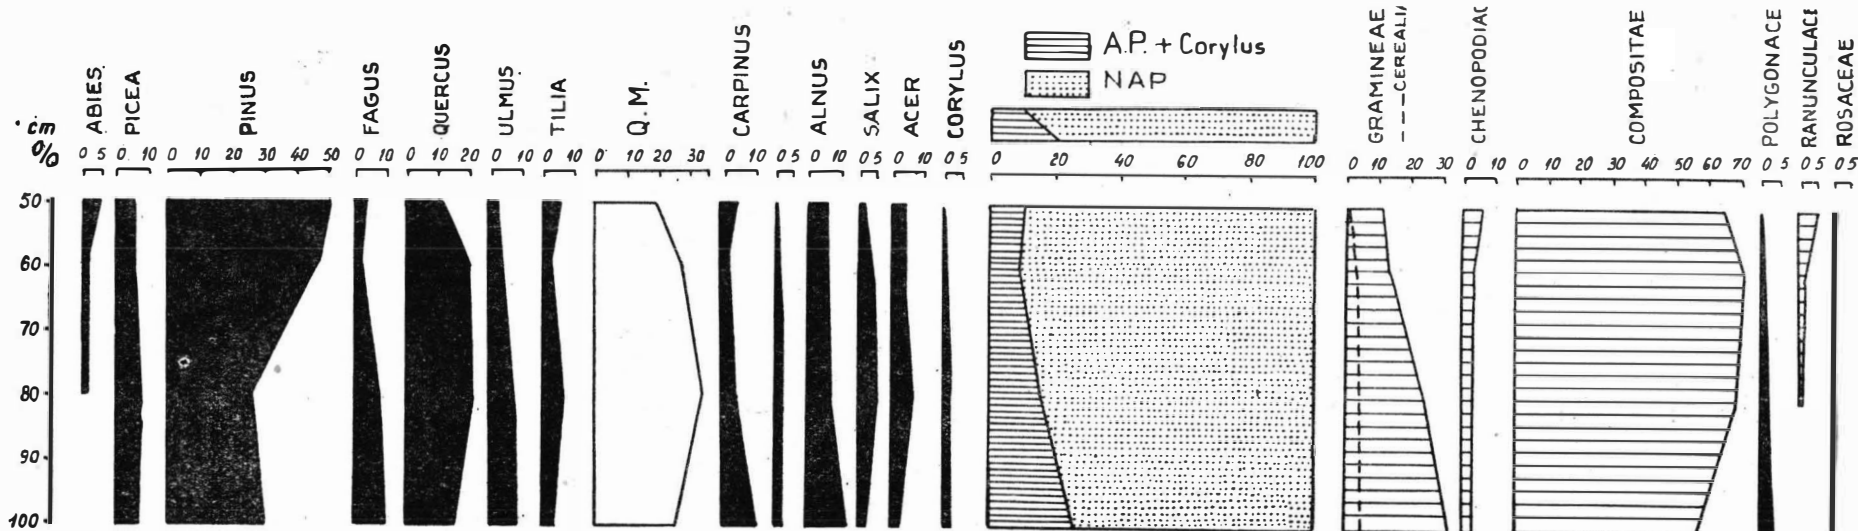 cm
%
ABIES.
PICEA
PINUS
FAGUS
QUERCUS
ULMUS.
TILIA
Q.M.
CARPINUS
ALNUS
SALIX
ACER
CORYLUS
A.P. + Corylus
NAP
GRAMINEAE
---CEREALIA
CHENOPODIAC
COMPOSITAE
POLYGONACE
RANUNCULACE
ROSACEAE
0 5
0 10
0 10 20 30 40 50
0 10
0 10 20
0 10
0 10
0 10 20 30
0 10
0 5
0 10
0 5
0 10
0 5
0 20 40 60 80 100
0 10 20 30
0 10
0 10 20 30 40 50 60 70
0 5
0 5
0 5
50
60
70
80
90
100